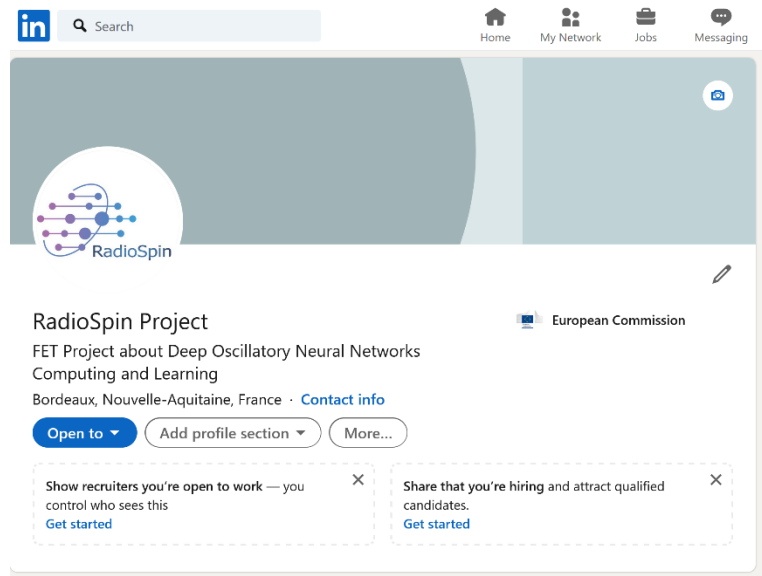 in
Search
Home
My Network
Jobs
Messaging
RadioSpin
RadioSpin Project
European Commission
FET Project about Deep Oscillatory Neural Networks
Computing and Learning
Bordeaux, Nouvelle-Aquitaine, France · Contact info
Open to
Add profile section
More...
Show recruiters you're open to work — you
control who sees this
Get started
Share that you're hiring and attract qualified
candidates.
Get started